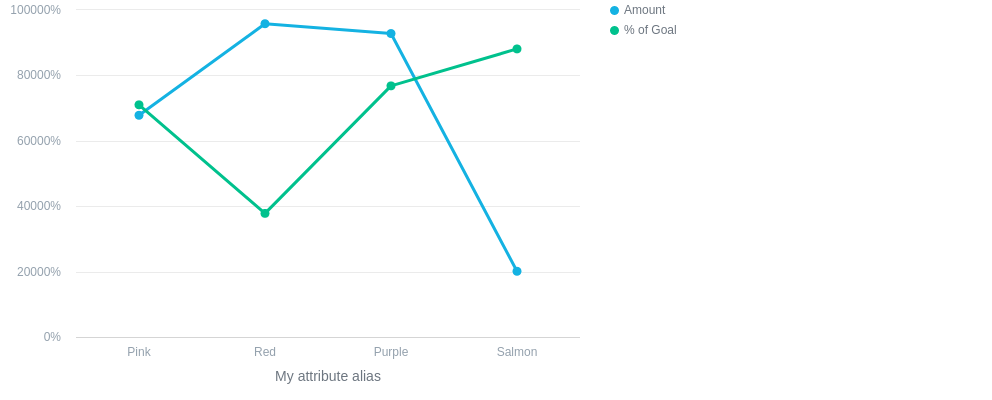 100000%
80000%
60000%
40000%
20000%
0%
Pink Red Purple Salmon
My attribute alias
Amount
% of Goal